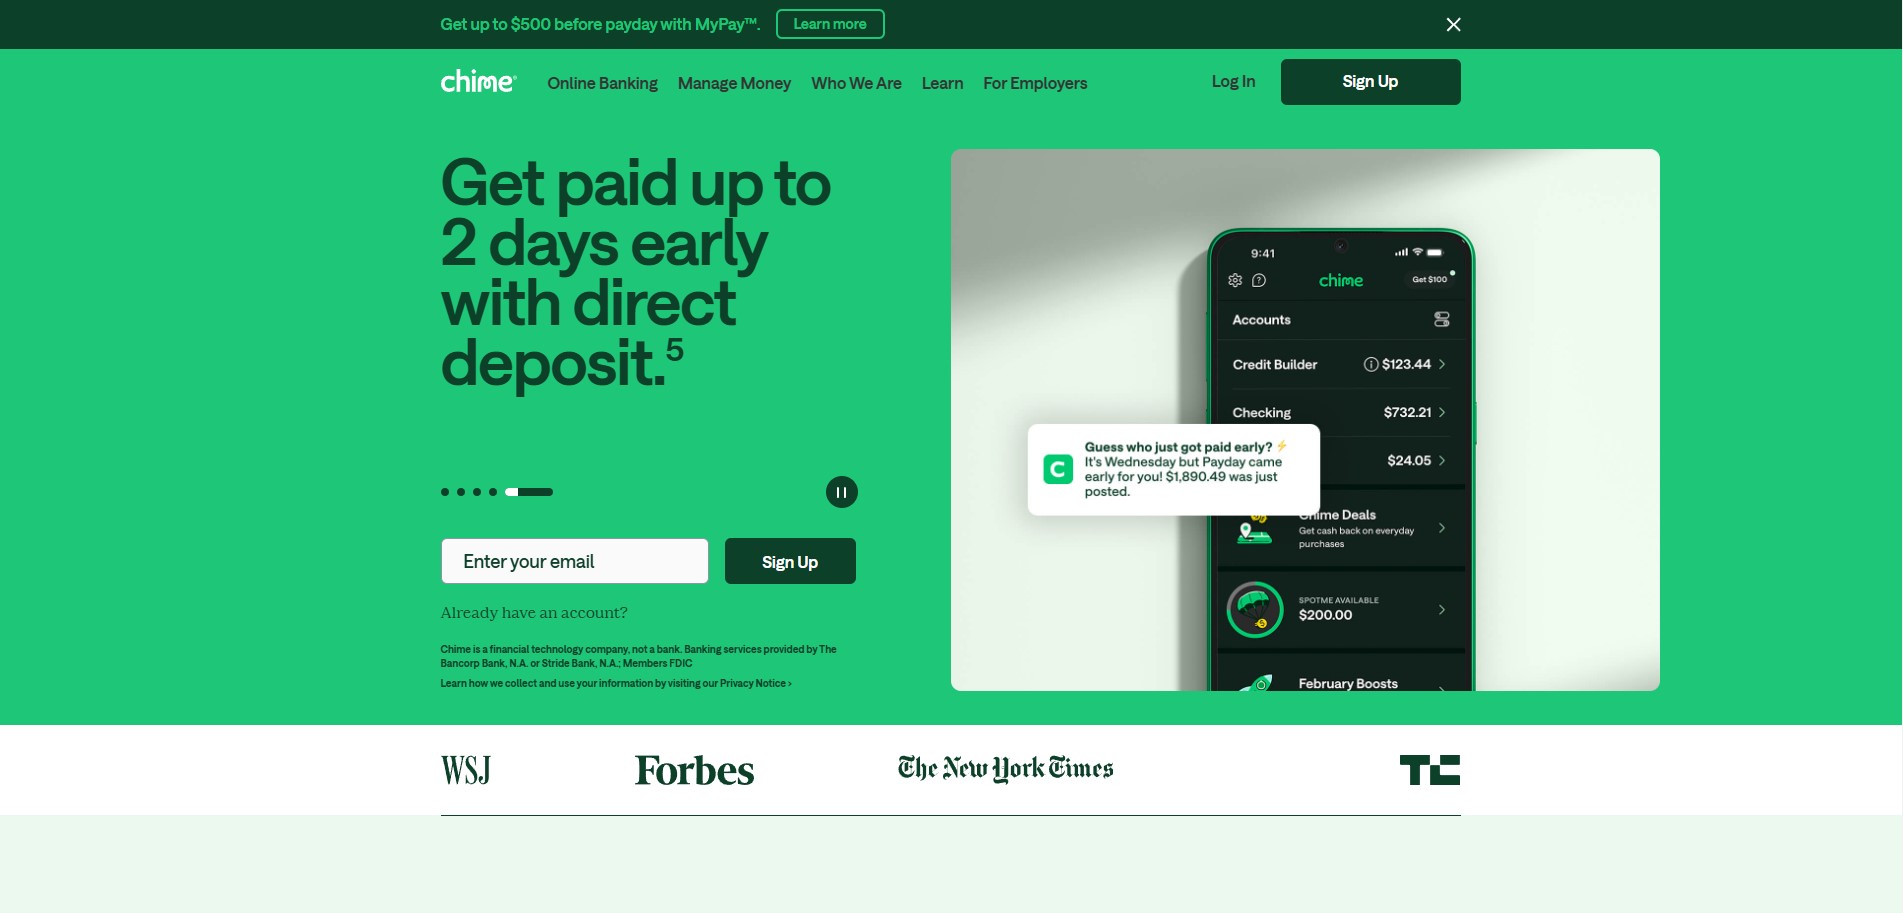 Get up to $500 before payday with MyPay™. Learn more
chime Online Banking Manage Money Who We Are Learn For Employers Log In Sign Up
Get paid up to
2 days early
with direct
deposit.5
Enter your email Sign Up
Already have an account?
Chime is a financial technology company, not a bank. Banking services provided by The
Bancorp Bank, N.A. or Stride Bank, N.A.; Members FDIC
Learn how we collect and use your information by visiting our Privacy Notice ›
9:41
chime Get $100
Accounts
Credit Builder $123.44
Checking $732.21
$24.05
C
Guess who just got paid early? ⚡
It's Wednesday but Payday came
early for you! $1,890.49 was just
posted.
Chime Deals
Get cash back on everyday
purchases
SPOTME AVAILABLE
$200.00
February Boosts
WSJ Forbes The New York Times TC